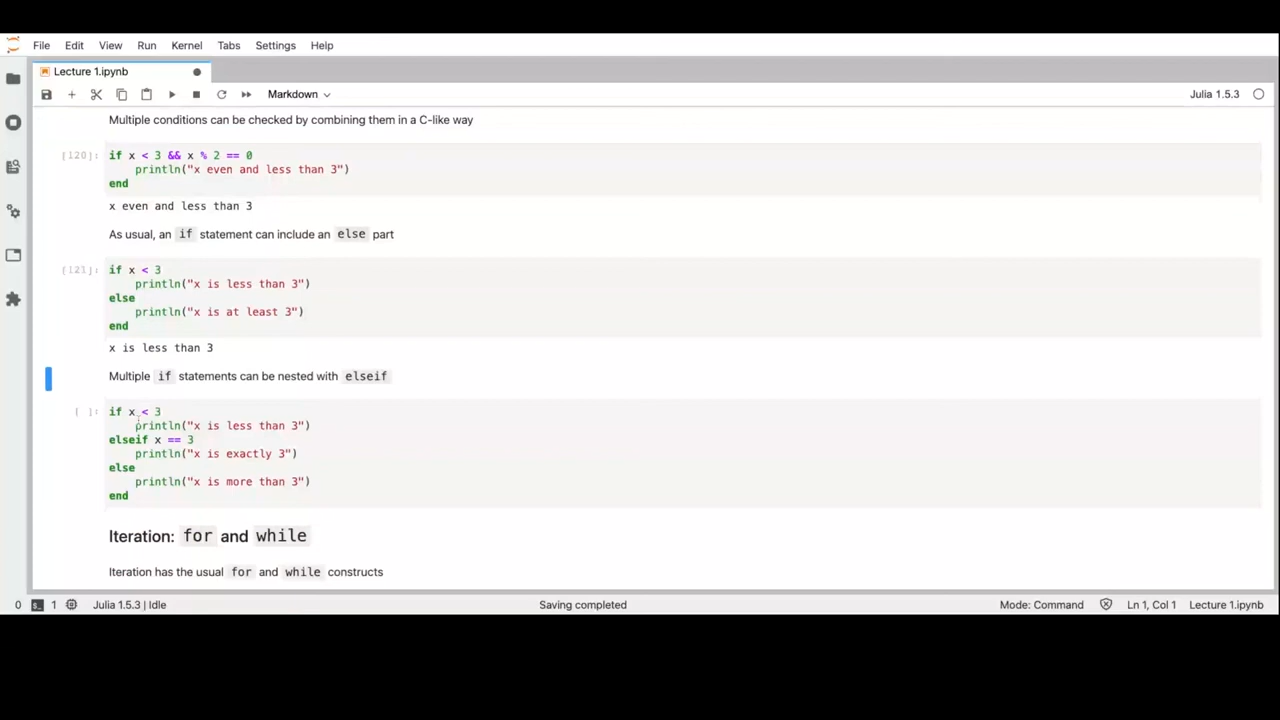 File Edit View Run Kernel Tabs Settings Help
Lecture 1.ipynb
Markdown
Julia 1.5.3
Multiple conditions can be checked by combining them in a C-like way
[120]: if x < 3 && x % 2 == 0
println("x even and less than 3")
end
x even and less than 3
As usual, an if statement can include an else part
[121]: if x < 3
println("x is less than 3")
else
println("x is at least 3")
end
x is less than 3
Multiple if statements can be nested with elseif
[ ]: if x < 3
println("x is less than 3")
elseif x == 3
println("x is exactly 3")
else
println("x is more than 3")
end
Iteration: for and while
Iteration has the usual for and while constructs
0 $_ 1 Julia 1.5.3 | Idle Saving completed Mode: Command Ln 1, Col 1 Lecture 1.ipynb